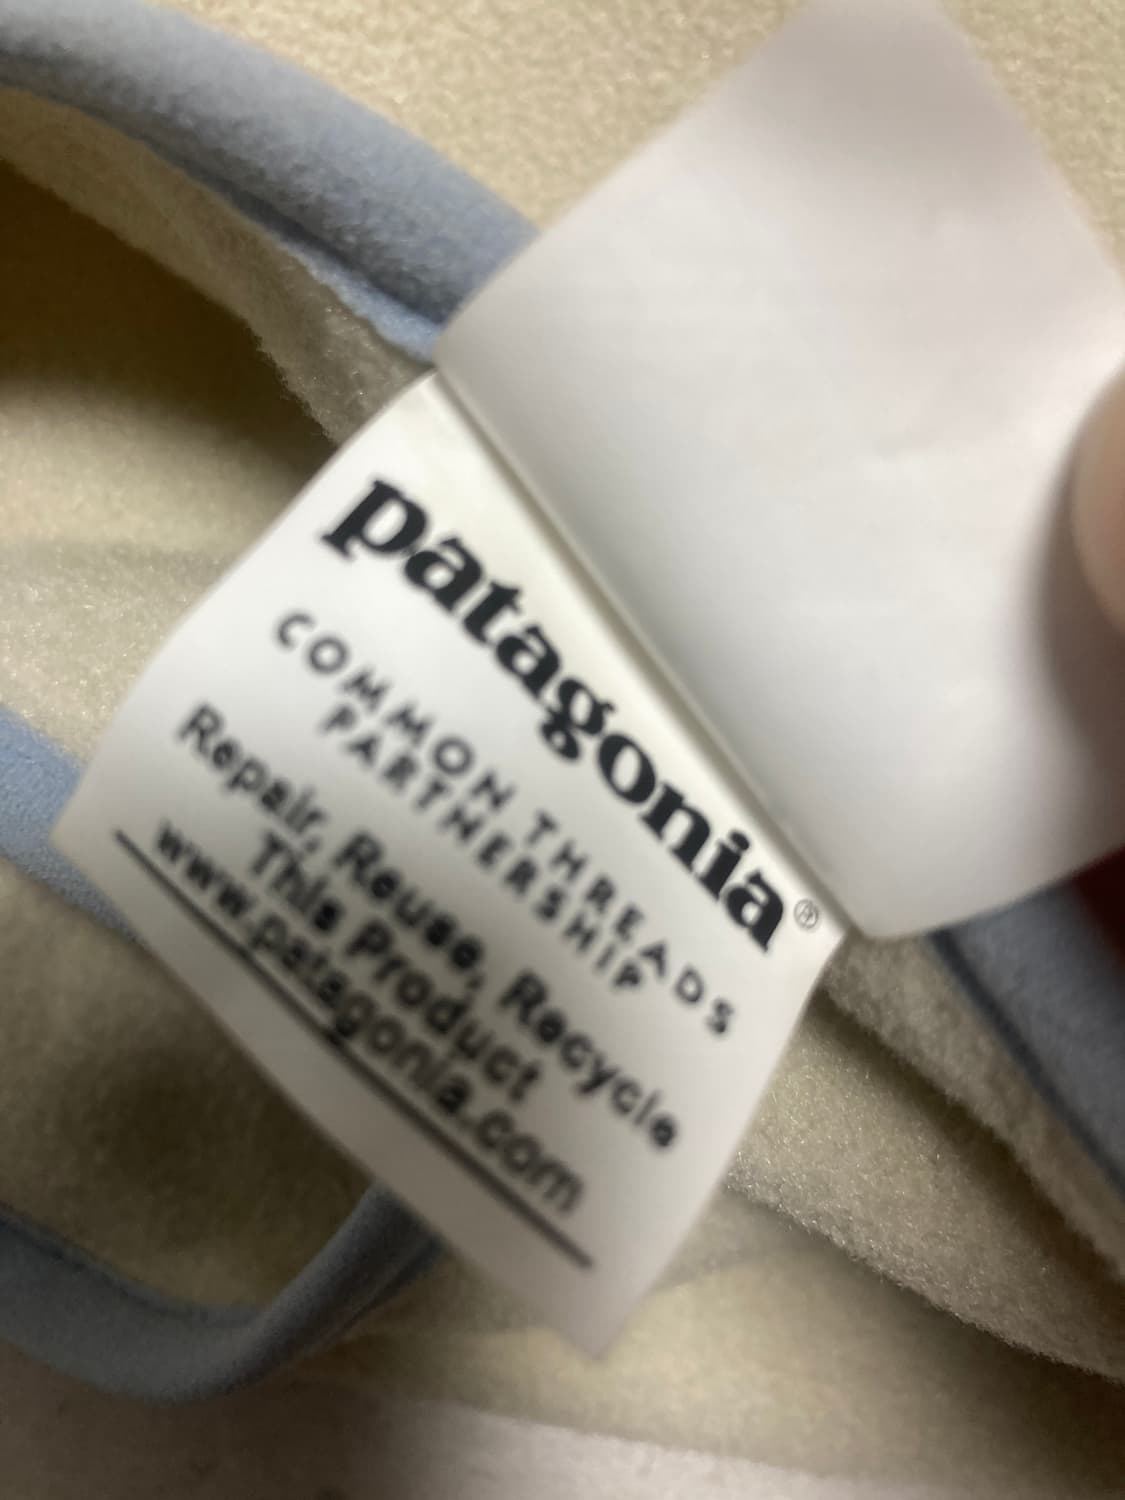 patagonia®
COMMON THREADS
PARTNERSHIP
Repair, Reuse, Recycle
This Product
www.patagonia.com